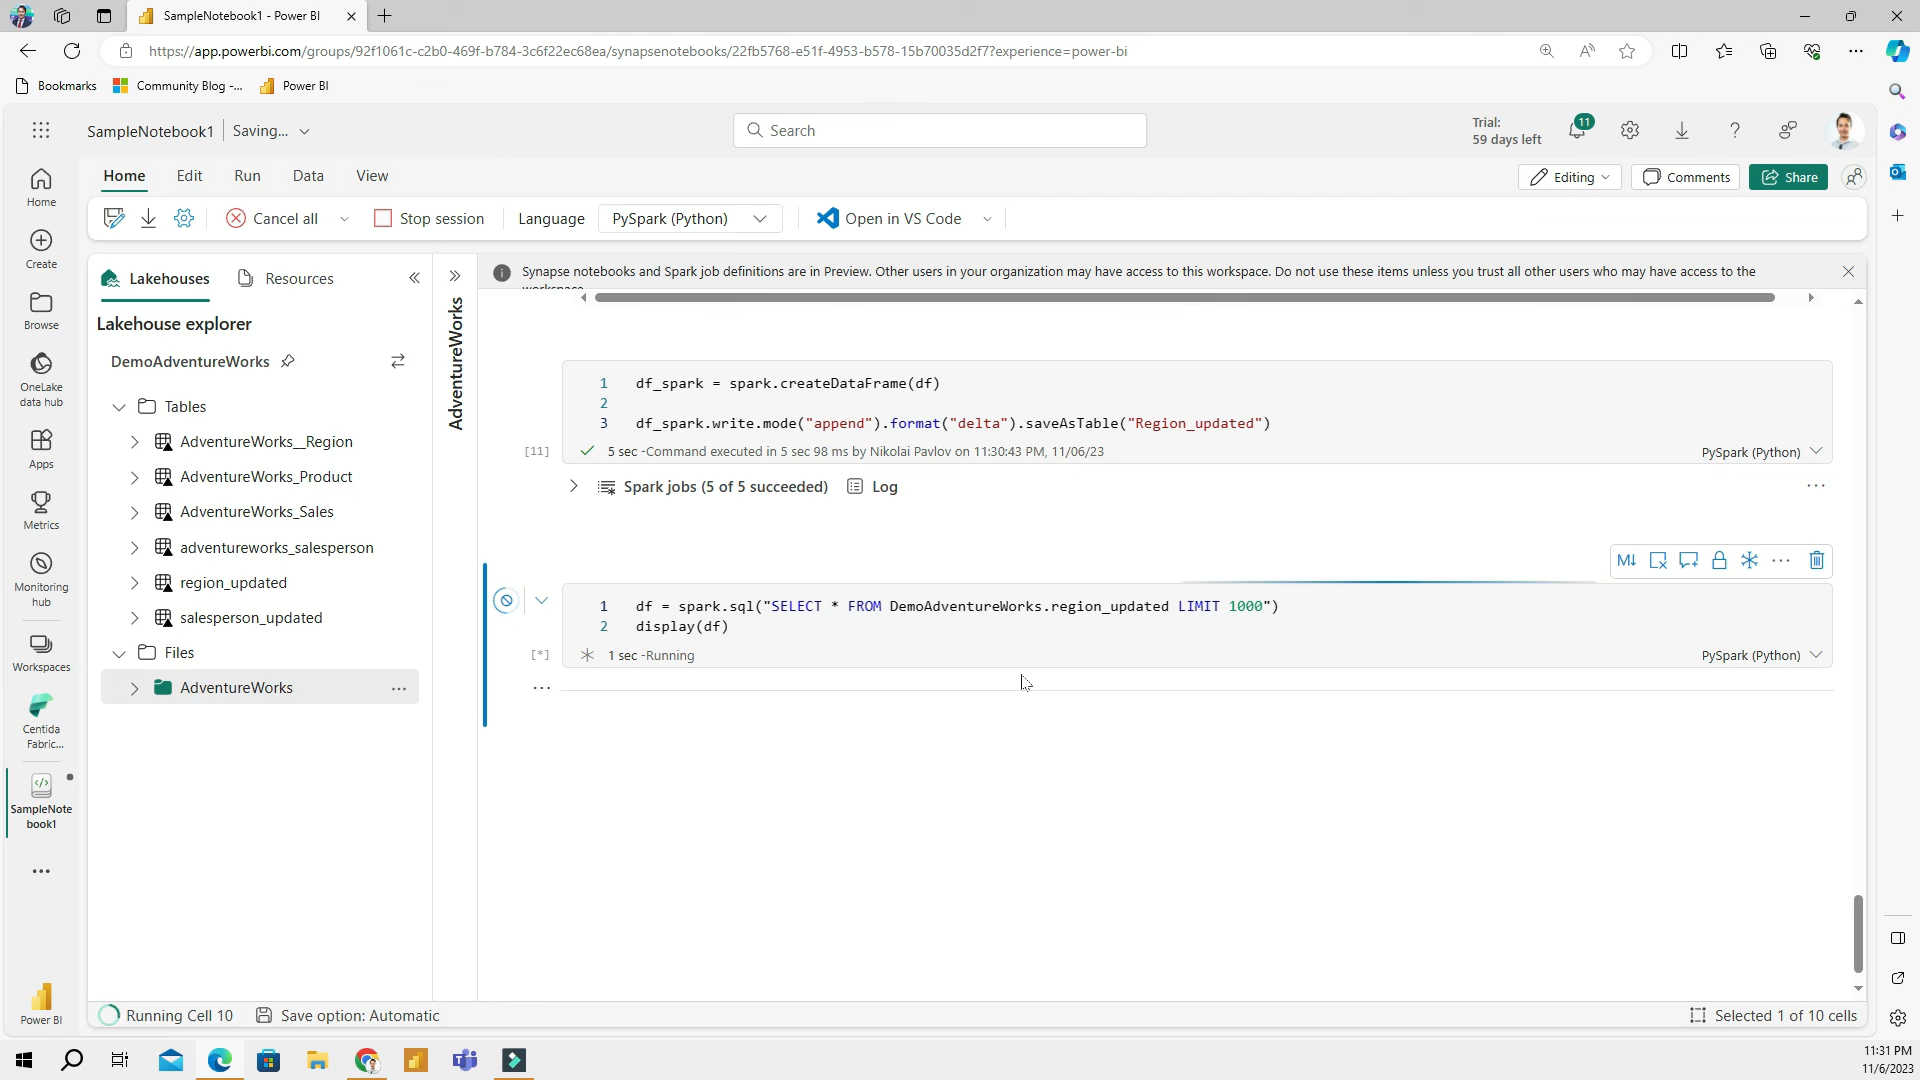 SampleNotebook1 - Power BI
https://app.powerbi.com/groups/92f1061c-c2b0-469f-b784-3c6f22ec68ea/synapsenotebooks/22fb5768-e51f-4953-b578-15b70035d2f7?experience=power-bi
Bookmarks
Community Blog -...
Power BI
SampleNotebook1
Saving...
Search
Trial:
59 days left
11
Home
Edit
Run
Data
View
Editing
Comments
Share
Cancel all
Stop session
Language
PySpark (Python)
Open in VS Code
Home
Create
Browse
OneLake
data hub
Apps
Metrics
Monitoring
hub
Workspaces
Centida
Fabric...
SampleNote
book1
Power BI
Lakehouses
Resources
Lakehouse explorer
DemoAdventureWorks
Tables
AdventureWorks__Region
AdventureWorks_Product
AdventureWorks_Sales
adventureworks_salesperson
region_updated
salesperson_updated
Files
AdventureWorks
AdventureWorks
Synapse notebooks and Spark job definitions are in Preview. Other users in your organization may have access to this workspace. Do not use these items unless you trust all other users who may have access to the
workspace.
1 df_spark = spark.createDataFrame(df)
2
3 df_spark.write.mode("append").format("delta").saveAsTable("Region_updated")
[11] 5 sec -Command executed in 5 sec 98 ms by Nikolai Pavlov on 11:30:43 PM, 11/06/23
PySpark (Python)
Spark jobs (5 of 5 succeeded)
Log
M↓
1 df = spark.sql("SELECT * FROM DemoAdventureWorks.region_updated LIMIT 1000")
2 display(df)
[*] 1 sec -Running
PySpark (Python)
Running Cell 10
Save option: Automatic
Selected 1 of 10 cells
11:31 PM
11/6/2023